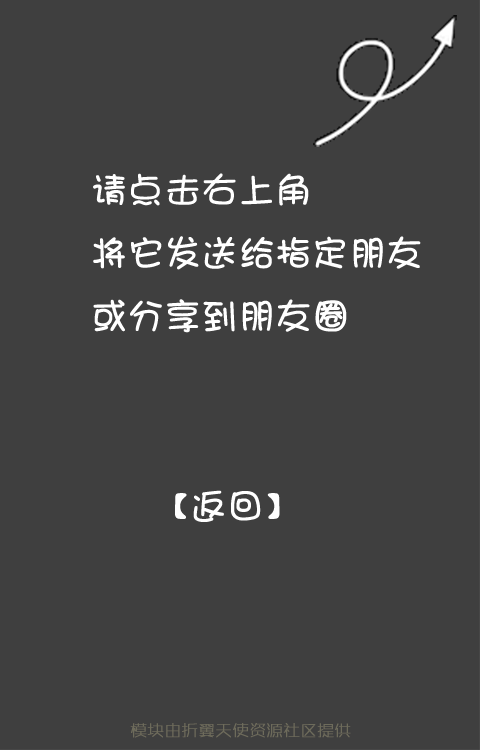 请点击右上角
将它发送给指定朋友
或分享到朋友圈
【返回】
模块由折翼天使资源社区提供